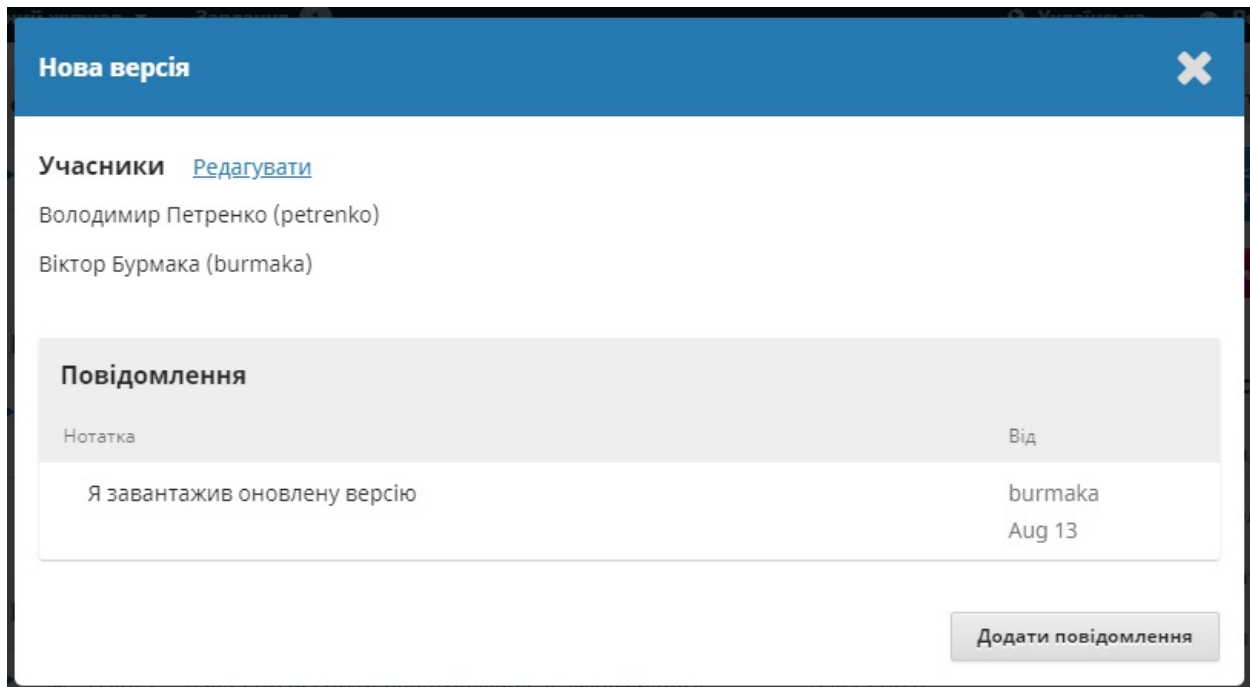 Нова версія
Учасники Редагувати
Володимир Петренко (petrenko)
Віктор Бурмака (burmaka)
Повідомлення
Нотатка Від
Я завантажив оновлену версію burmaka
Aug 13
Додати повідомлення